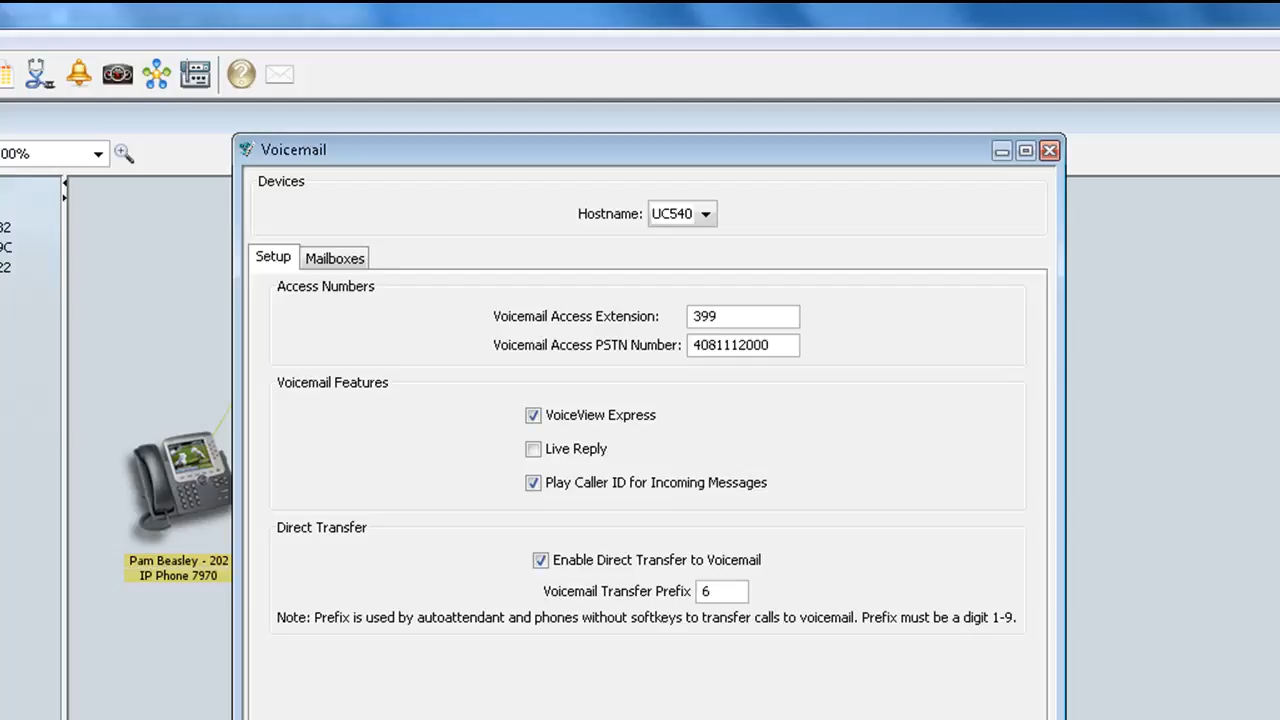 00%
32
9C
22
Voicemail
Devices
Hostname: UC540
Setup
Mailboxes
Access Numbers
Voicemail Access Extension: 399
Voicemail Access PSTN Number: 4081112000
Voicemail Features
VoiceView Express
Live Reply
Play Caller ID for Incoming Messages
Direct Transfer
Enable Direct Transfer to Voicemail
Voicemail Transfer Prefix 6
Note: Prefix is used by autoattendant and phones without softkeys to transfer calls to voicemail. Prefix must be a digit 1-9.
Pam Beasley - 202
IP Phone 7970